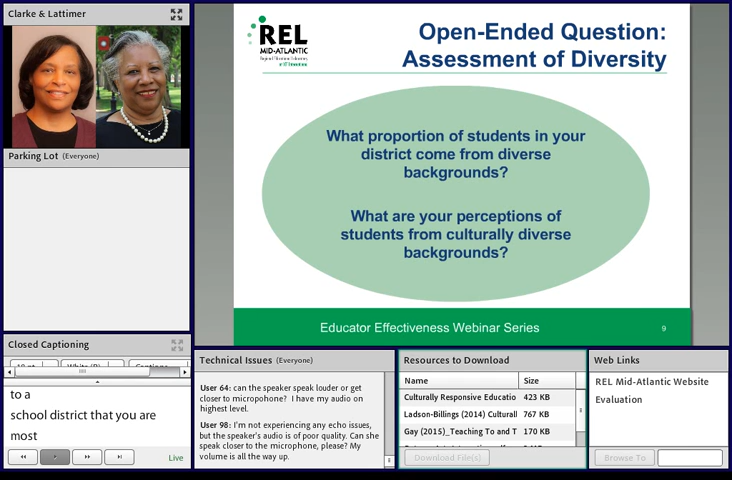 Clarke & Lattimer
Parking Lot (Everyone)
Closed Captioning
to a
school district that you are
most
Live
REL
MID-ATLANTIC
Open-Ended Question:
Assessment of Diversity
What proportion of students in your
district come from diverse
backgrounds?
What are your perceptions of
students from culturally diverse
backgrounds?
Educator Effectiveness Webinar Series
9
Technical Issues (Everyone)
User 64: can the speaker speak louder or get
closer to micropohone? I have my audio on
highest level.
User 98: I'm not experiencing any echo issues,
but the speaker's audio is of poor quality. Can she
speak closer to the microphone, please? My
volume is all the way up.
Resources to Download
Name Size
Culturally Responsive Educatio 423 KB
Ladson-Billings (2014) Culturall 767 KB
Gay (2015)_Teaching To and T 170 KB
Download File(s)
Web Links
REL Mid-Atlantic Website
Evaluation
Browse To